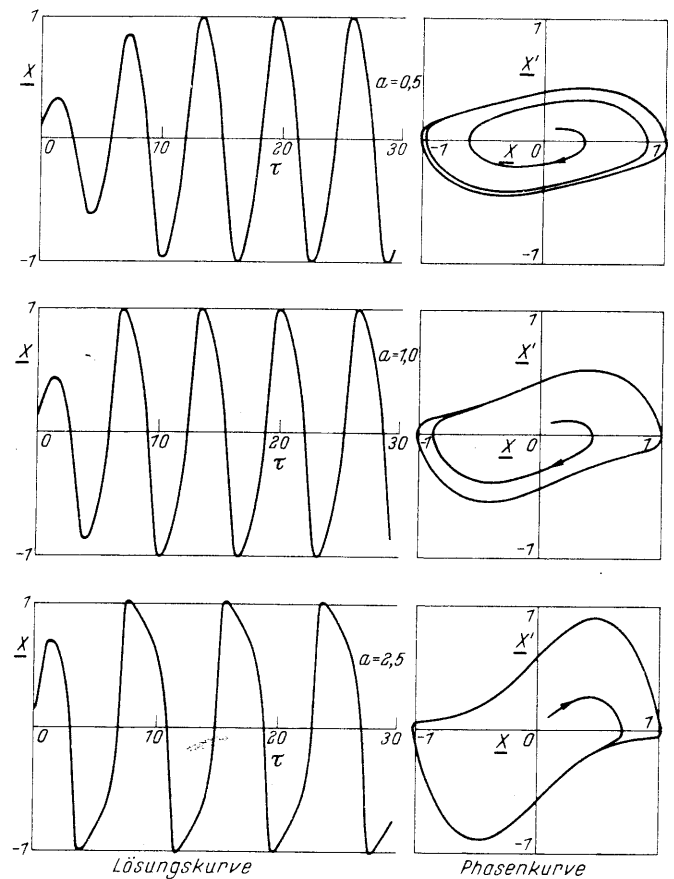 1
X
a=0,5
0 10 20 30
τ
-1
1
X'
-1 X 0 1
-1
1
X
a=1,0
0 10 20 30
τ
-1
1
X'
-1 X 0 1
-1
1
X
a=2,5
0 10 20 30
τ
-1
1
X'
-1 X 0 1
-1
Lösungskurve
Phasenkurve